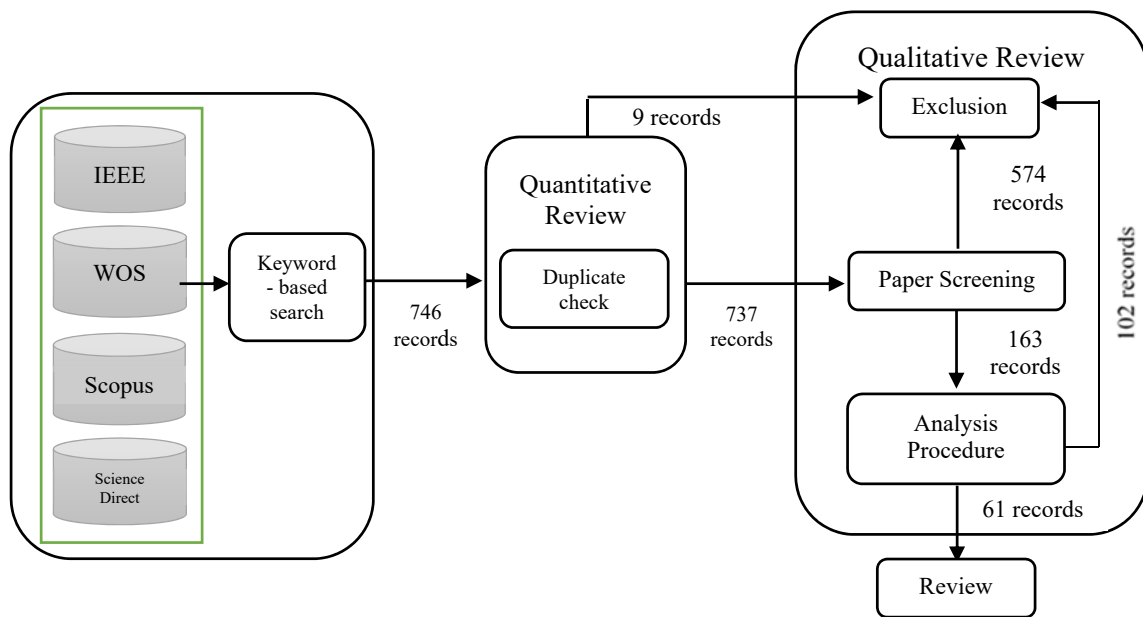 IEEE
WOS
Scopus
Science
Direct
Keyword
- based
search
746
records
Quantitative
Review
Duplicate
check
9 records
737
records
Qualitative Review
Exclusion
574
records
Paper Screening
163
records
Analysis
Procedure
102 records
61 records
Review